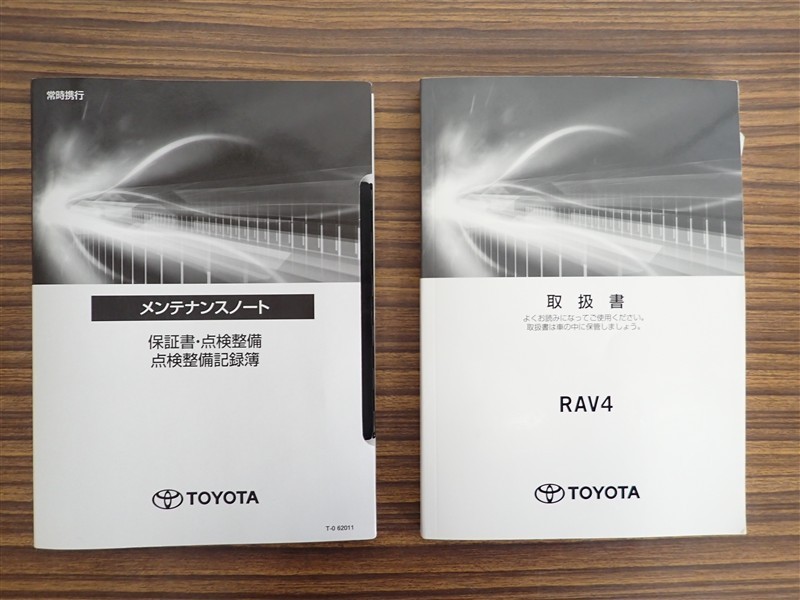 常時携行
メンテナンスノート
保証書・点検整備
点検整備記録簿
TOYOTA
T-0 62011
取扱書
よくお読みになってご使用ください。
取扱書は車の中に保管しましょう。
RAV4
TOYOTA